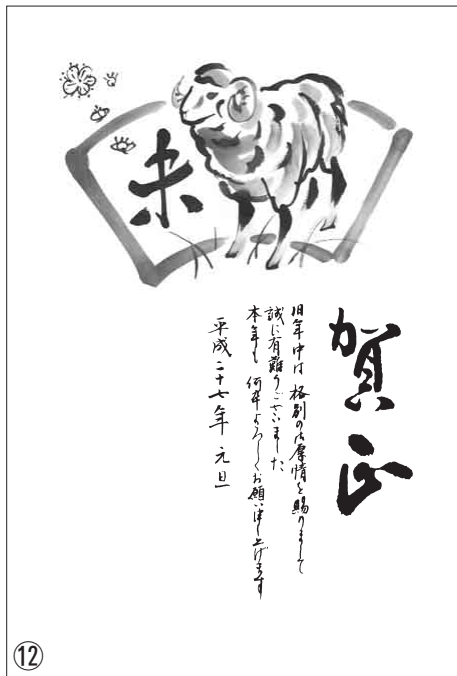 未
賀正
旧年中は格別の御厚情を賜りまして
誠に有難うございました
本年も何卒よろしくお願い申し上げます
平成二十七年 元旦
⑫